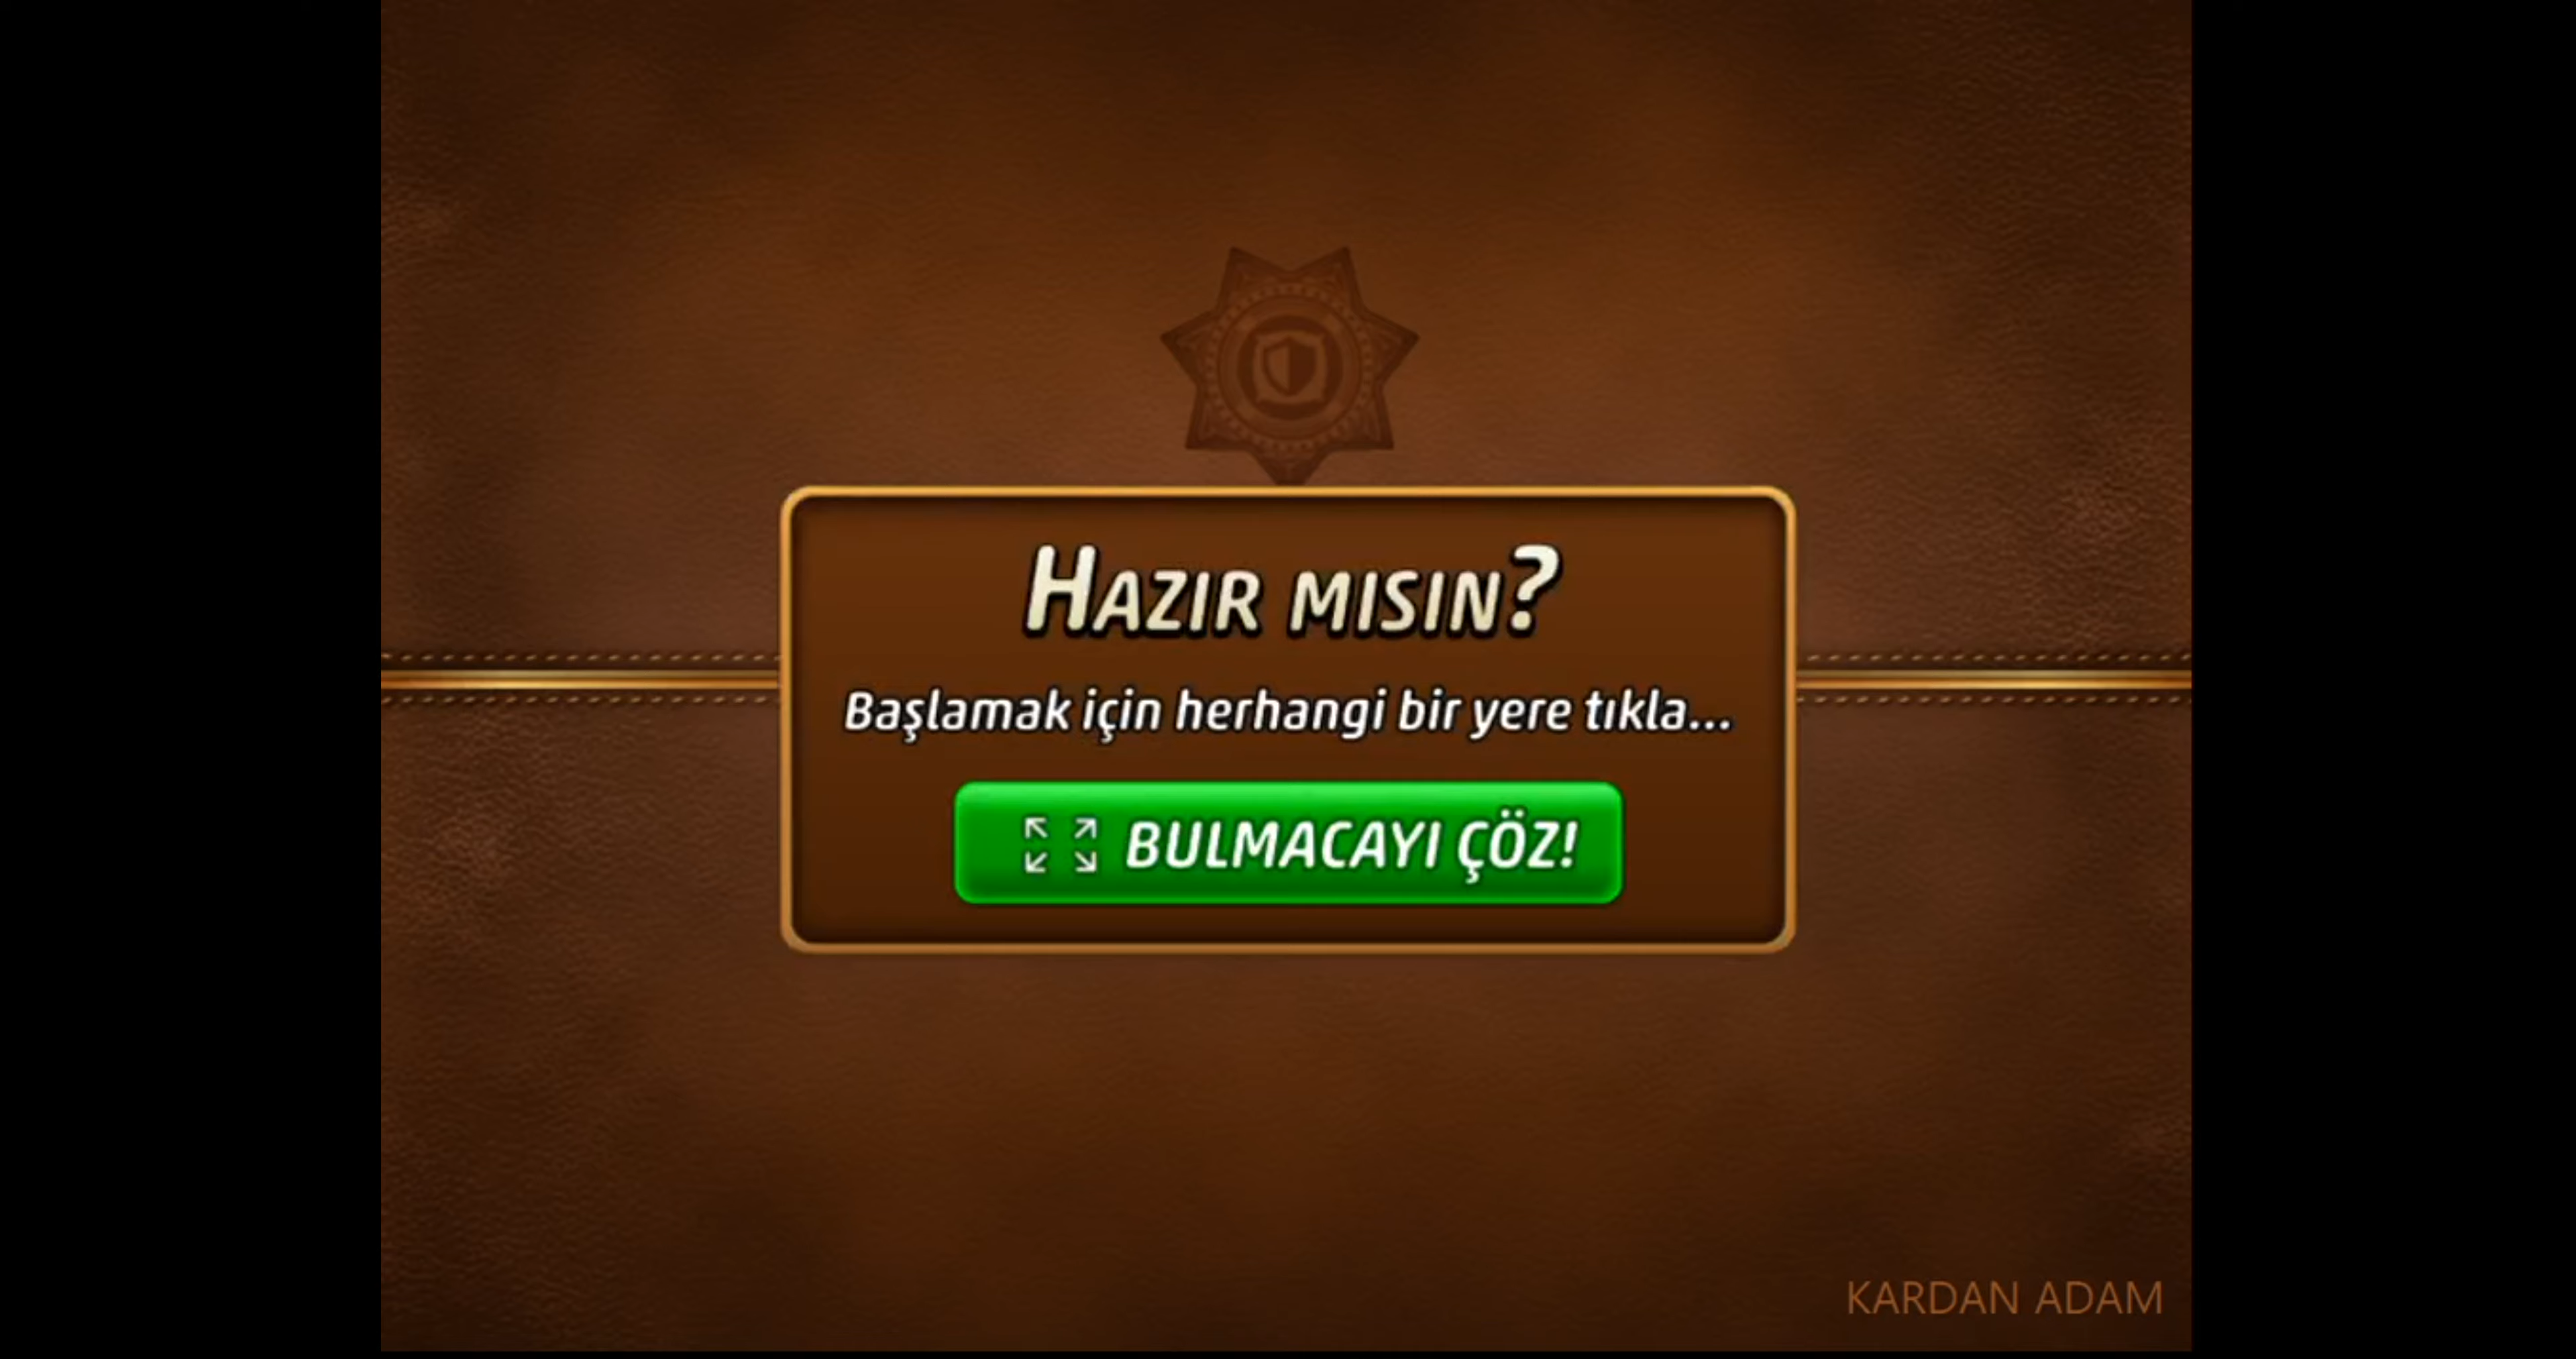 HAZIR MISIN?
Başlamak için herhangi bir yere tıkla...
BULMACAYI ÇÖZ!
KARDAN ADAM